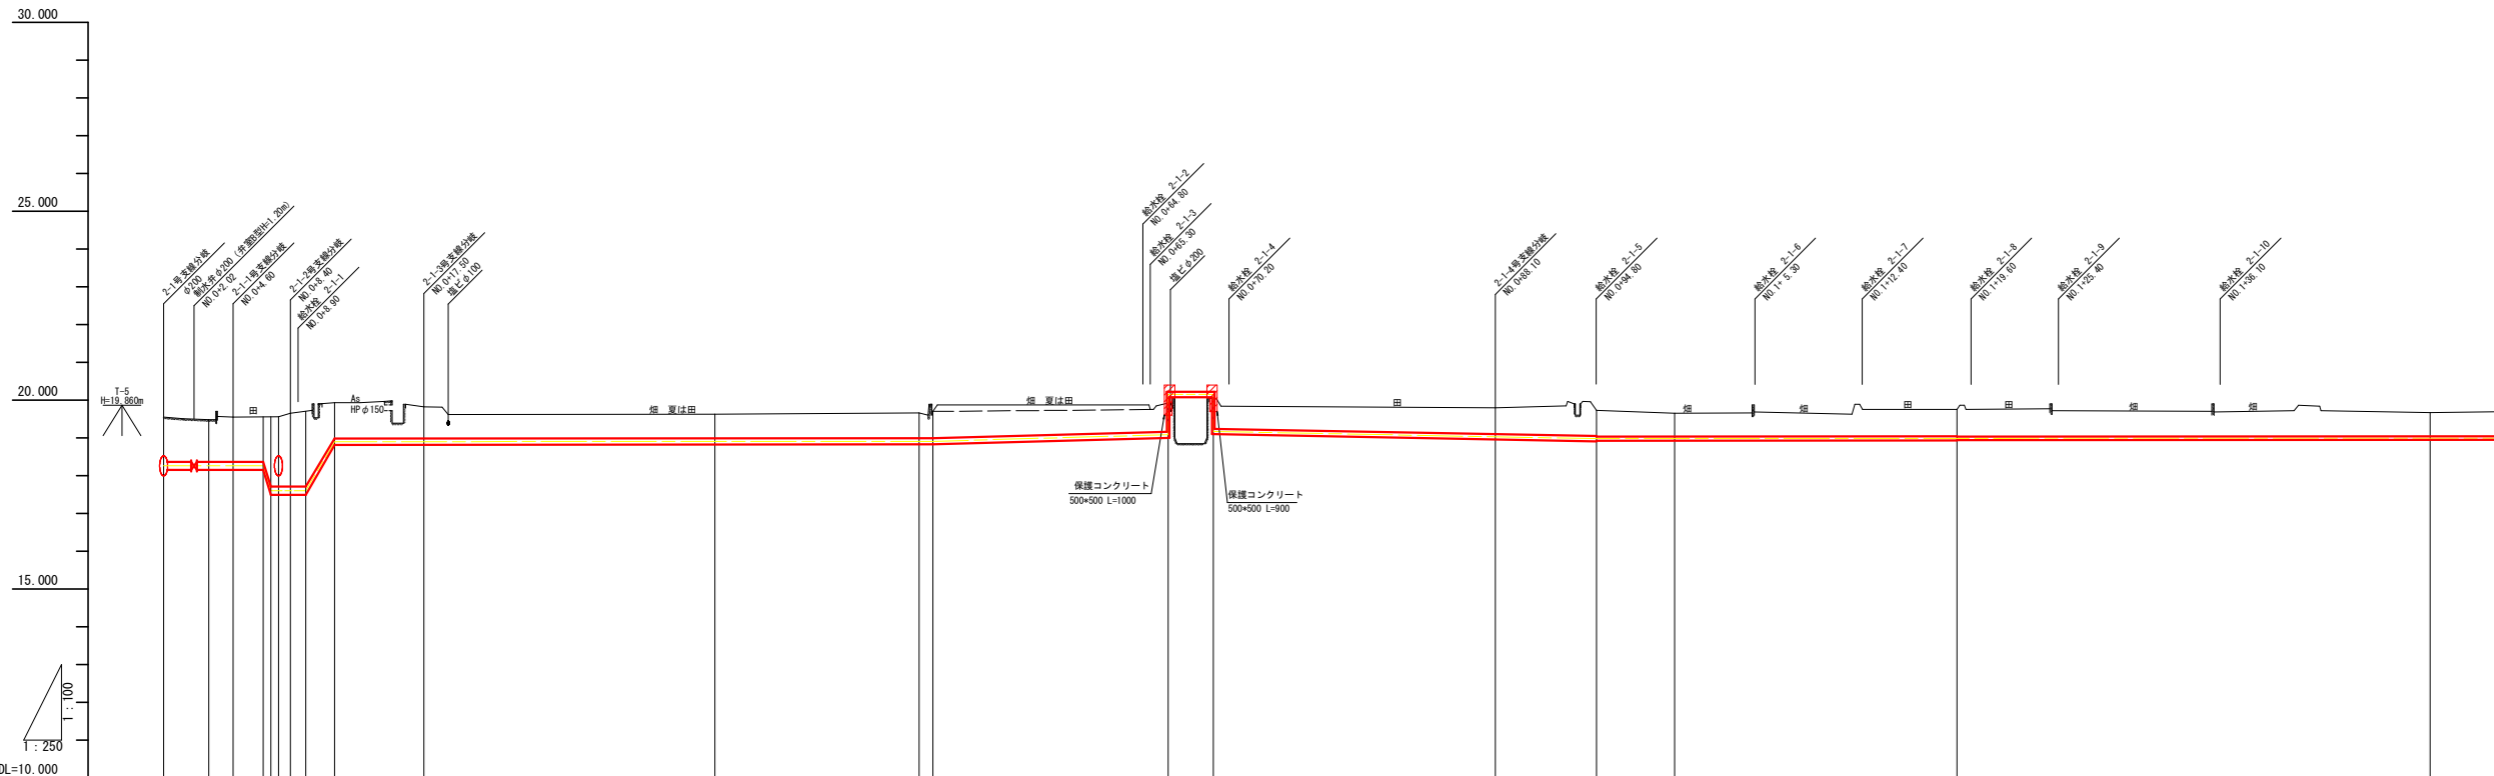 30.000
25.000
20.000
15.000
DL=10.000
1：100
1：250
T-5
H=19.860m
2-1号支線分岐
φ200
制水弁φ200（弁室B型H=1.20m）
NO.0+2.02
2-1-1号支線分岐
NO.0+4.60
2-1-2号支線分岐
NO.0+8.40
給水栓 2-1-1
NO.0+8.90
2-1-3号支線分岐
NO.0+17.50
塩ビφ100
給水栓 2-1-2
NO.0+64.80
給水栓 2-1-3
NO.0+65.30
塩ビφ200
給水栓 2-1-4
NO.0+70.20
2-1-4号支線分岐
NO.0+88.10
給水栓 2-1-5
NO.0+94.80
給水栓 2-1-6
NO.1+ 5.30
給水栓 2-1-7
NO.1+12.40
給水栓 2-1-8
NO.1+19.60
給水栓 2-1-9
NO.1+25.40
給水栓 2-1-10
NO.1+36.10
田
As
HPφ150
畑 夏は田
畑 夏は田
田
畑
畑
田
田
畑
畑
保護コンクリート
500*500 L=1000
保護コンクリート
500*500 L=900